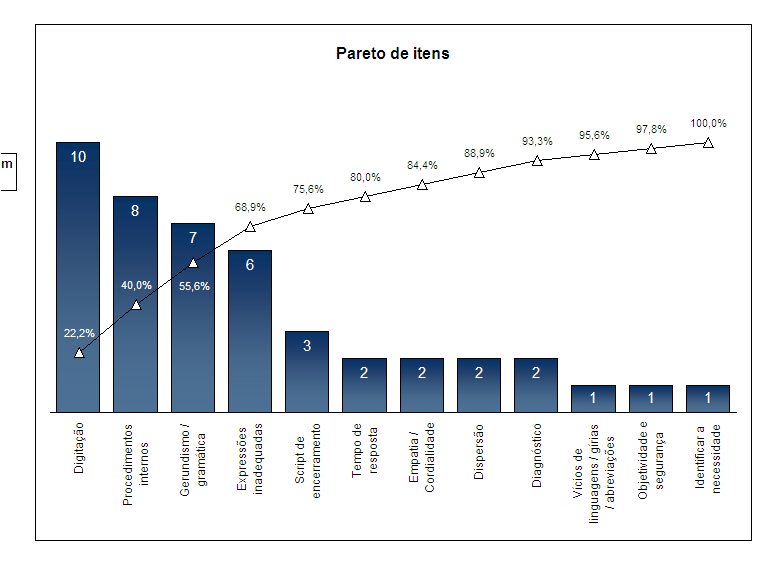 Pareto de itens
m
100,0%
97,8%
95,6%
93,3%
88,9%
84,4%
80,0%
75,6%
68,9%
55,6%
40,0%
22,2%
10
8
7
6
3
2
2
2
2
1
1
1
Digitação
Procedimentos
internos
Gerundismo /
gramática
Expressões
inadequadas
Script de
encerramento
Tempo de
resposta
Empatia /
Cordialidade
Dispersão
Diagnóstico
Vícios de
linguagens / gírias
/ abreviações
Objetividade e
segurança
Identificar a
necessidade